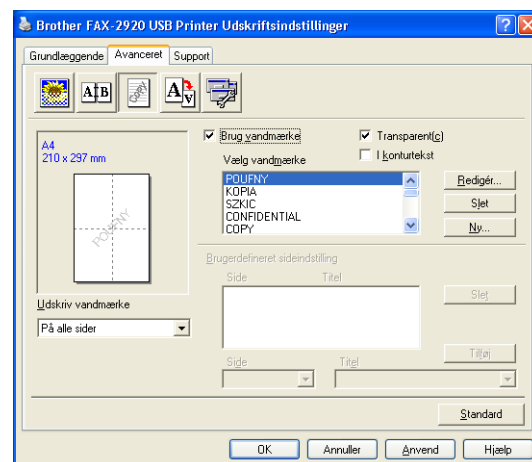 Brother FAX-2920 USB Printer Udskriftsindstillinger
Grundlæggende Avanceret Support
A4
210 x 297 mm
POUFNY
Udskriv vandmærke
På alle sider
Brug vandmærke
Transparent(c)
I konturtekst
Vælg vandmærke
POUFNY
KOPIA
SZKIC
CONFIDENTIAL
COPY
Redigér...
Slet
Ny...
Brugerdefineret sideindstilling
Side Titel
Slet
Tilføj
Side Titel
Standard
OK Annuller Anvend Hjælp